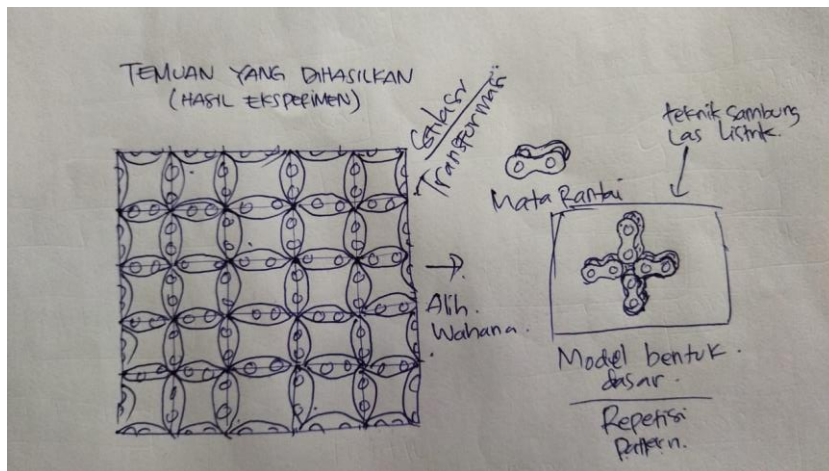 TEMUAN YANG DIHASILKAN
(HASIL EKSPERIMEN)
Stilasi
Transformasi
teknik sambung
Las Listrik.
Mata Rantai
Alih
Wahana.
Model bentuk
dasar.
Repetisi
Pattern.